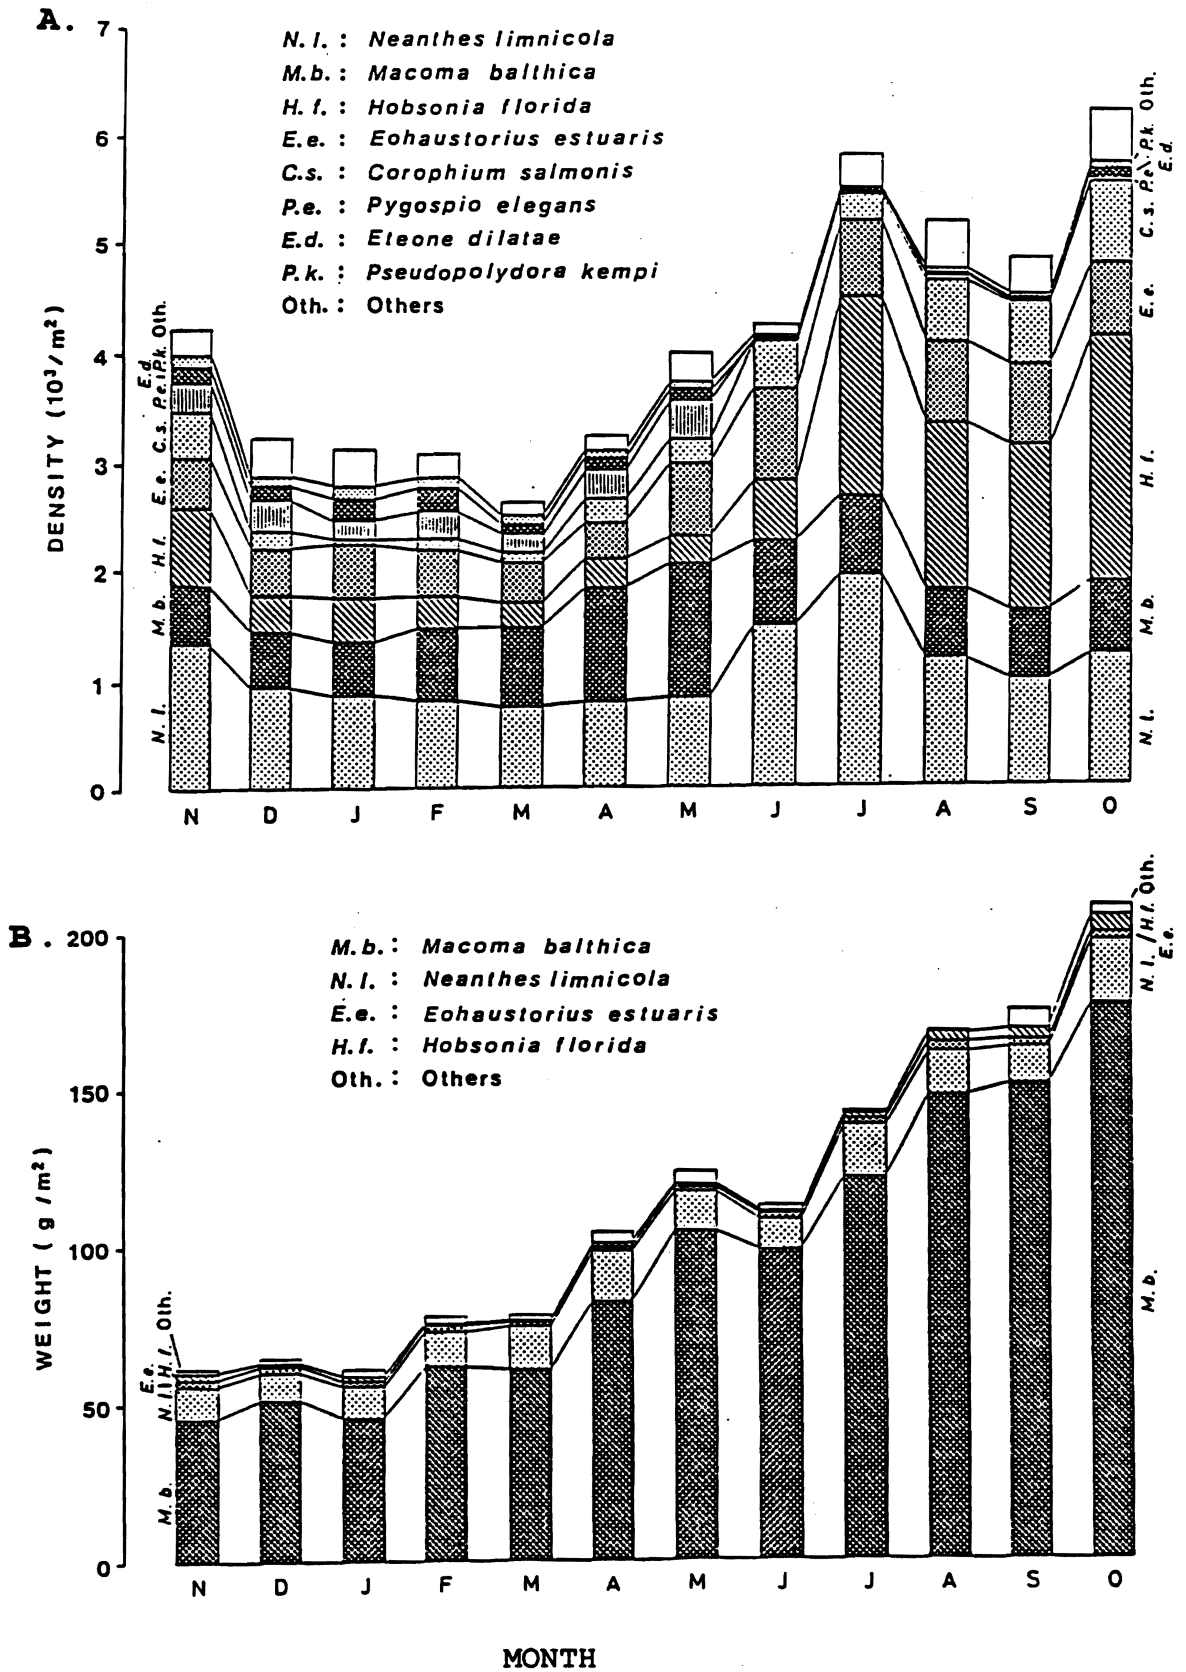 A.
7
6
5
4
3
2
1
0
DENSITY (10³/m²)
N. l. : Neanthes limnicola
M.b. : Macoma balthica
H. f. : Hobsonia florida
E.e. : Eohaustorius estuaris
C.s. : Corophium salmonis
P.e. : Pygospio elegans
E.d. : Eteone dilatae
P.k. : Pseudopolydora kempi
Oth. : Others
N. l. M. b. H. f. E. e. C. s. P. e. E.d. P.k. Oth.
N. l. M. b. H. f. E. e. C. s. P. e. E.d. P.k. Oth.
N D J F M A M J J A S O
B.
200
150
100
50
0
WEIGHT (g/m²)
M.b. : Macoma balthica
N. l. : Neanthes limnicola
E.e. : Eohaustorius estuaris
H.f. : Hobsonia florida
Oth. : Others
M. b. N. l. E.e. H. f. Oth.
M. b. N. l. E.e. H. f. Oth.
N D J F M A M J J A S O
MONTH